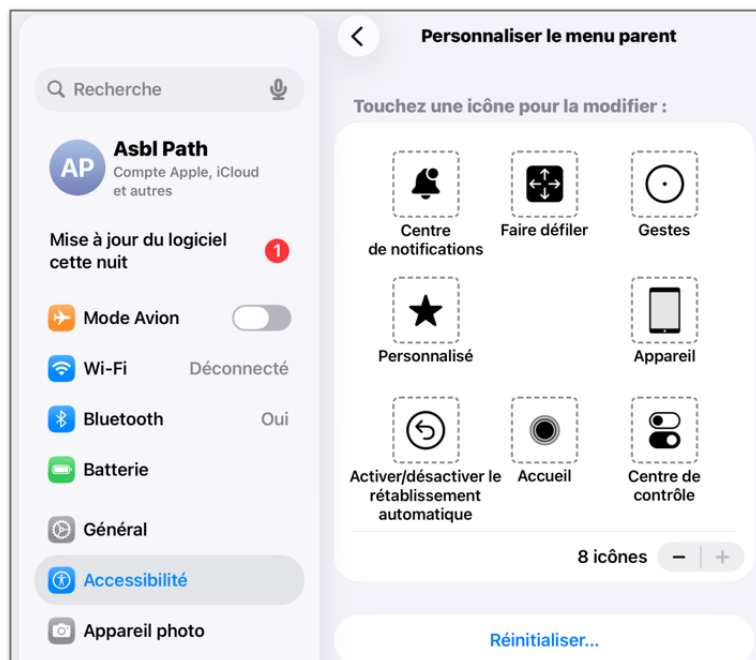 Recherche
AP
Asbl Path
Compte Apple, iCloud
et autres
Mise à jour du logiciel
cette nuit
1
Mode Avion
Wi-Fi Déconnecté
Bluetooth Oui
Batterie
Général
Accessibilité
Appareil photo
Personnaliser le menu parent
Touchez une icône pour la modifier :
Centre
de notifications
Faire défiler
Gestes
Personnalisé
Appareil
Activer/désactiver le
rétablissement
automatique
Accueil
Centre de
contrôle
8 icônes − +
Réinitialiser...